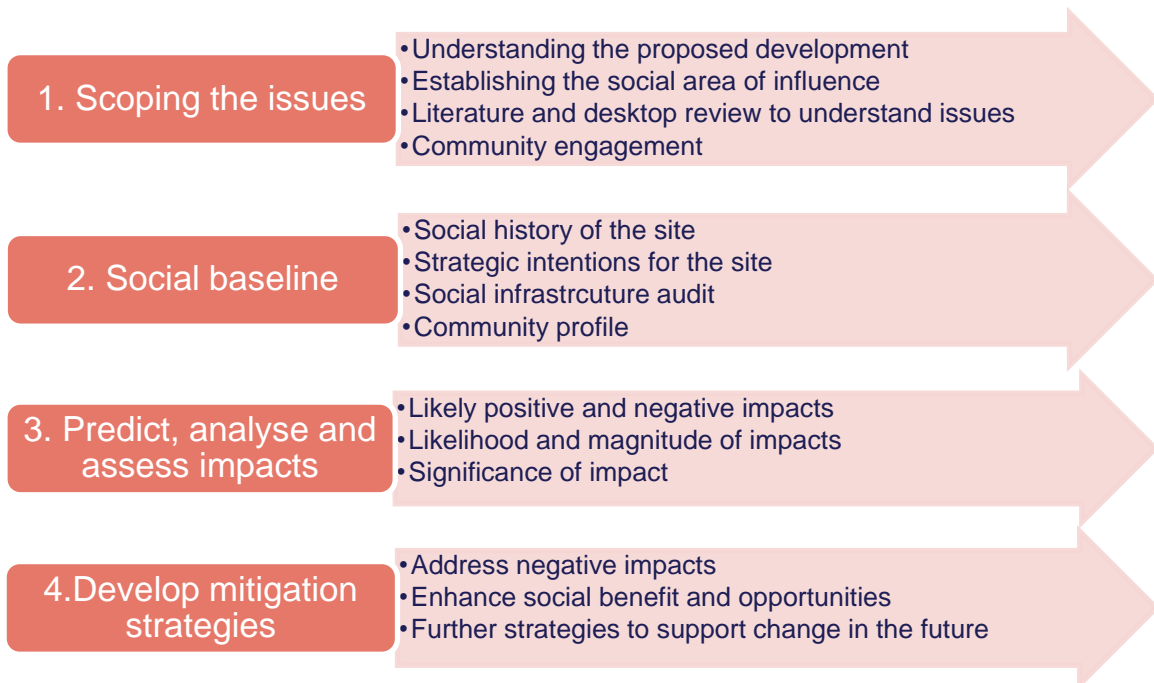 1. Scoping the issues
•Understanding the proposed development
•Establishing the social area of influence
•Literature and desktop review to understand issues
•Community engagement
2. Social baseline
•Social history of the site
•Strategic intentions for the site
•Social infrastrcuture audit
•Community profile
3. Predict, analyse and
assess impacts
•Likely positive and negative impacts
•Likelihood and magnitude of impacts
•Significance of impact
4.Develop mitigation
strategies
•Address negative impacts
•Enhance social benefit and opportunities
•Further strategies to support change in the future